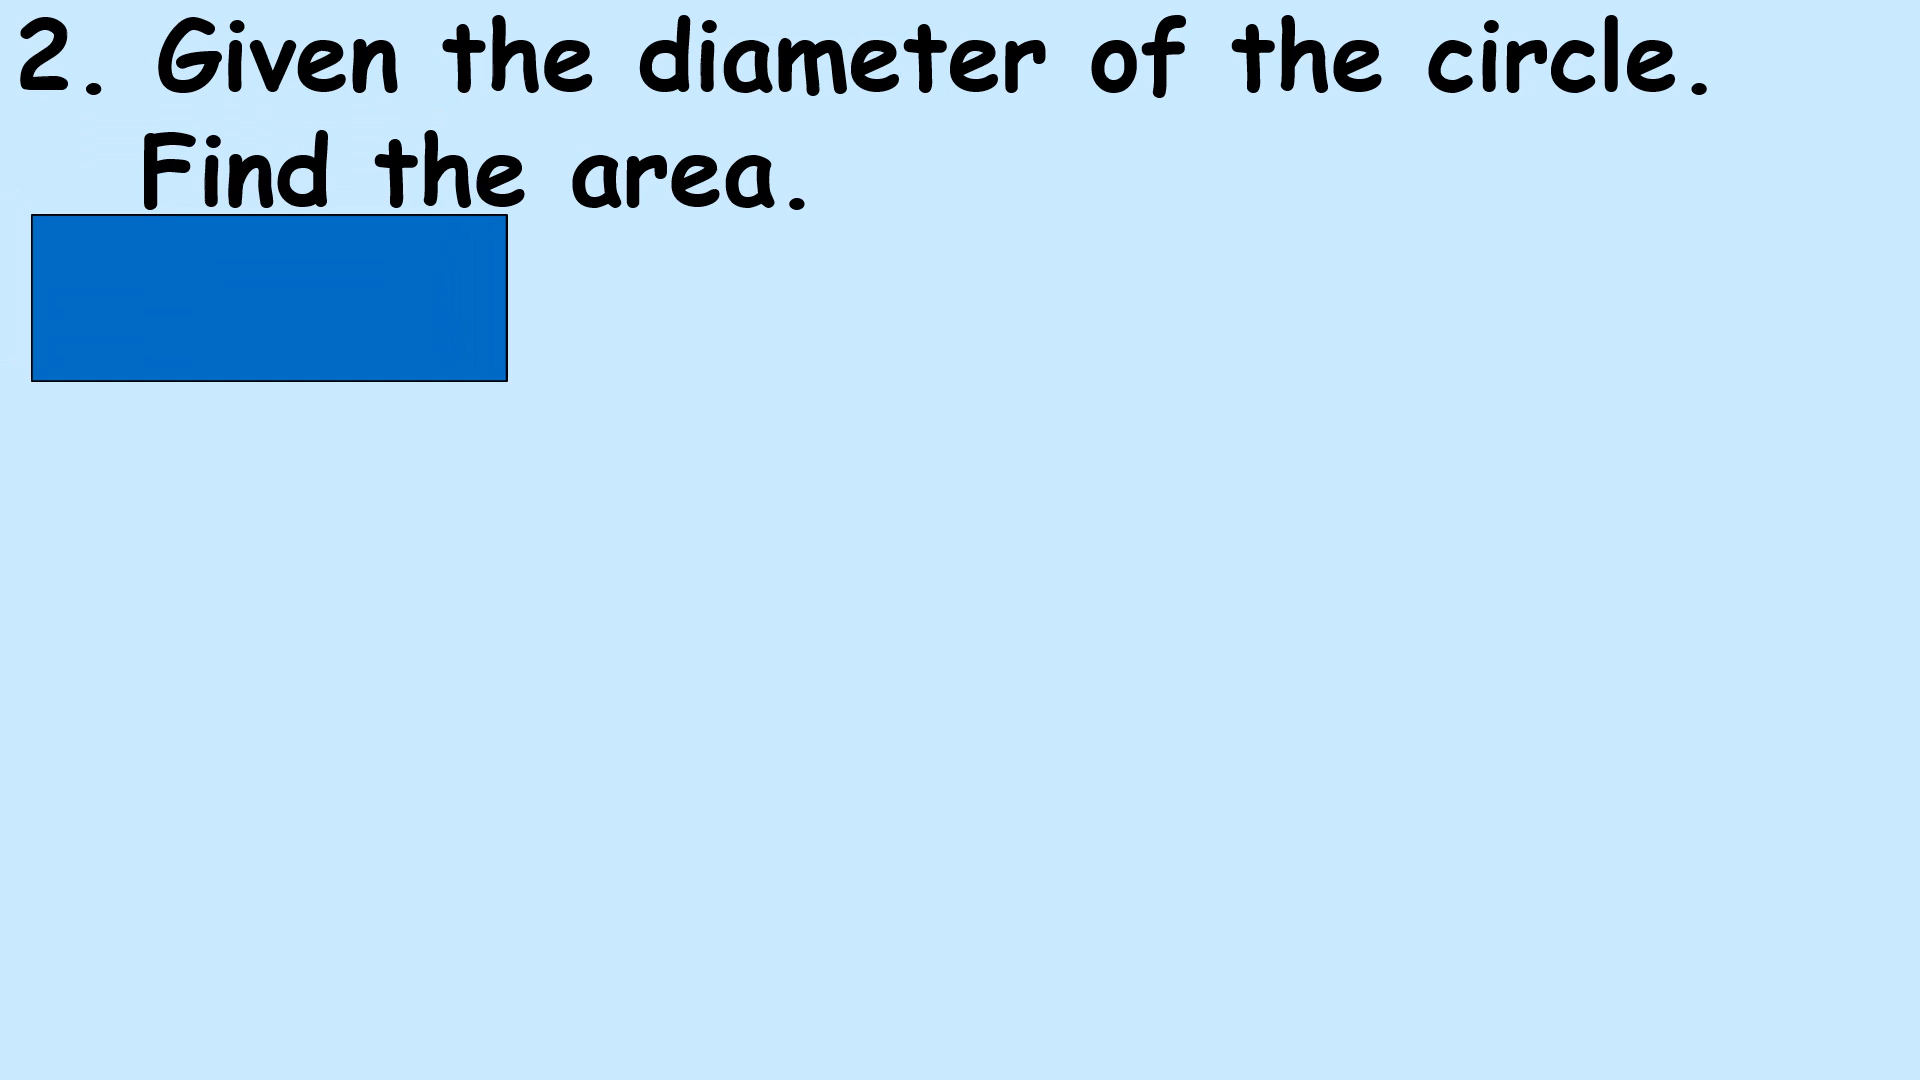 2. Given the diameter of the circle.
Find the area.